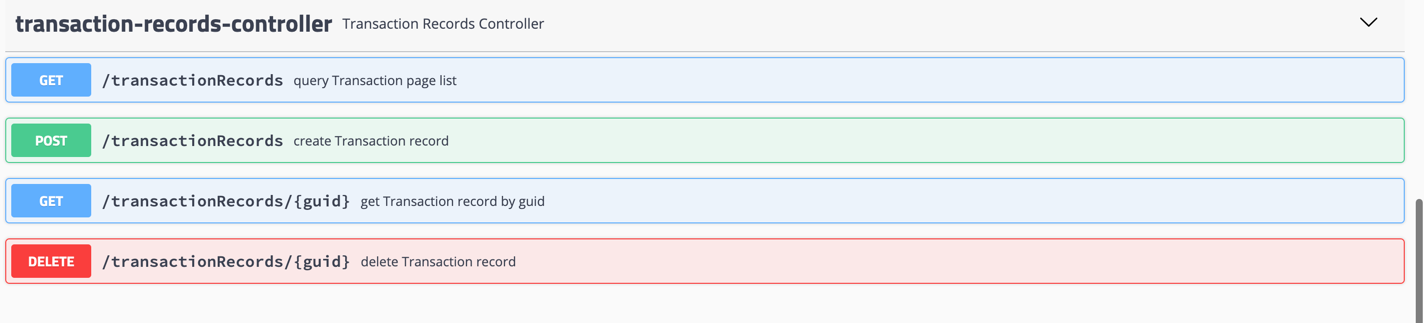 transaction-records-controller Transaction Records Controller
GET /transactionRecords query Transaction page list
POST /transactionRecords create Transaction record
GET /transactionRecords/{guid} get Transaction record by guid
DELETE /transactionRecords/{guid} delete Transaction record